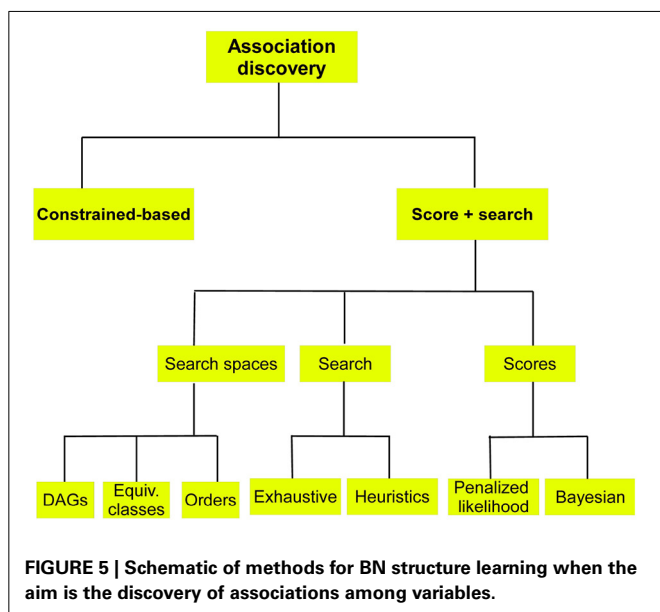 Association
discovery
Constrained-based
Score + search
Search spaces
Search
Scores
DAGs
Equiv.
classes
Orders
Exhaustive
Heuristics
Penalized
likelihood
Bayesian
FIGURE 5 | Schematic of methods for BN structure learning when the
aim is the discovery of associations among variables.